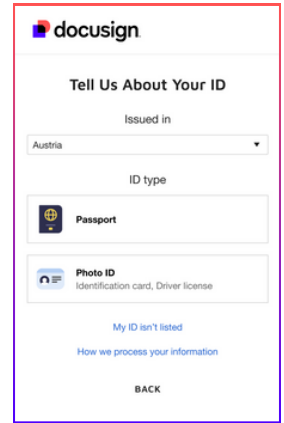 docusign
Tell Us About Your ID
Issued in
Austria
ID type
Passport
Photo ID
Identification card, Driver license
My ID isn't listed
How we process your information
BACK